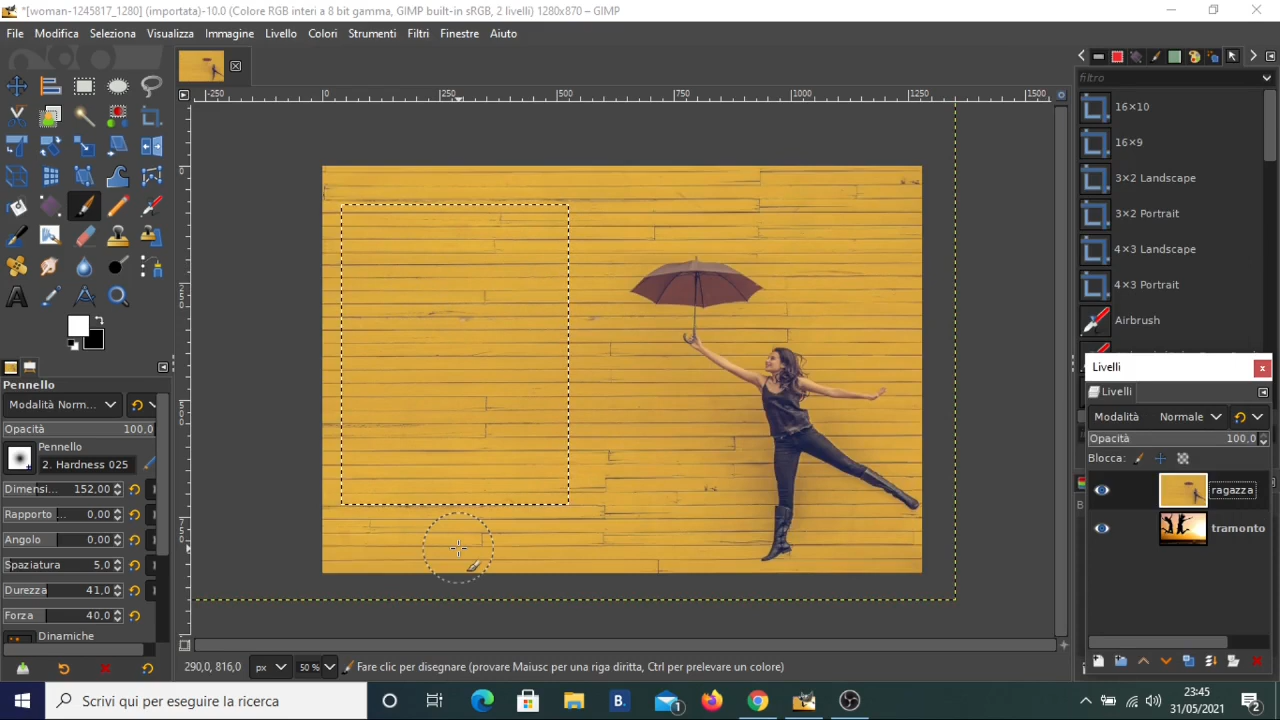 *[woman-1245817_1280] (importata)-10.0 (Colore RGB interi a 8 bit gamma, GIMP built-in sRGB, 2 livelli) 1280x870 – GIMP
File Modifica Seleziona Visualizza Immagine Livello Colori Strumenti Filtri Finestre Aiuto
-250 0 250 500 750 1000 1250 1500
filtro
16×10
16×9
3×2 Landscape
3×2 Portrait
4×3 Landscape
4×3 Portrait
Airbrush
0
250
500
750
Pennello
Modalità Norm...
Opacità 100,0
Pennello
2. Hardness 025
Dimensi... 152,00
Rapporto ... 0,00
Angolo 0,00
Spaziatura 5,0
Durezza 41,0
Forza 40,0
Dinamiche
Livelli
Livelli
Modalità Normale
Opacità 100,0
Blocca:
ragazza
tramonto
290,0, 816,0 px 50 % Fare clic per disegnare (provare Maiusc per una riga diritta, Ctrl per prelevare un colore)
Scrivi qui per eseguire la ricerca
B.
1
23:45
31/05/2021
2